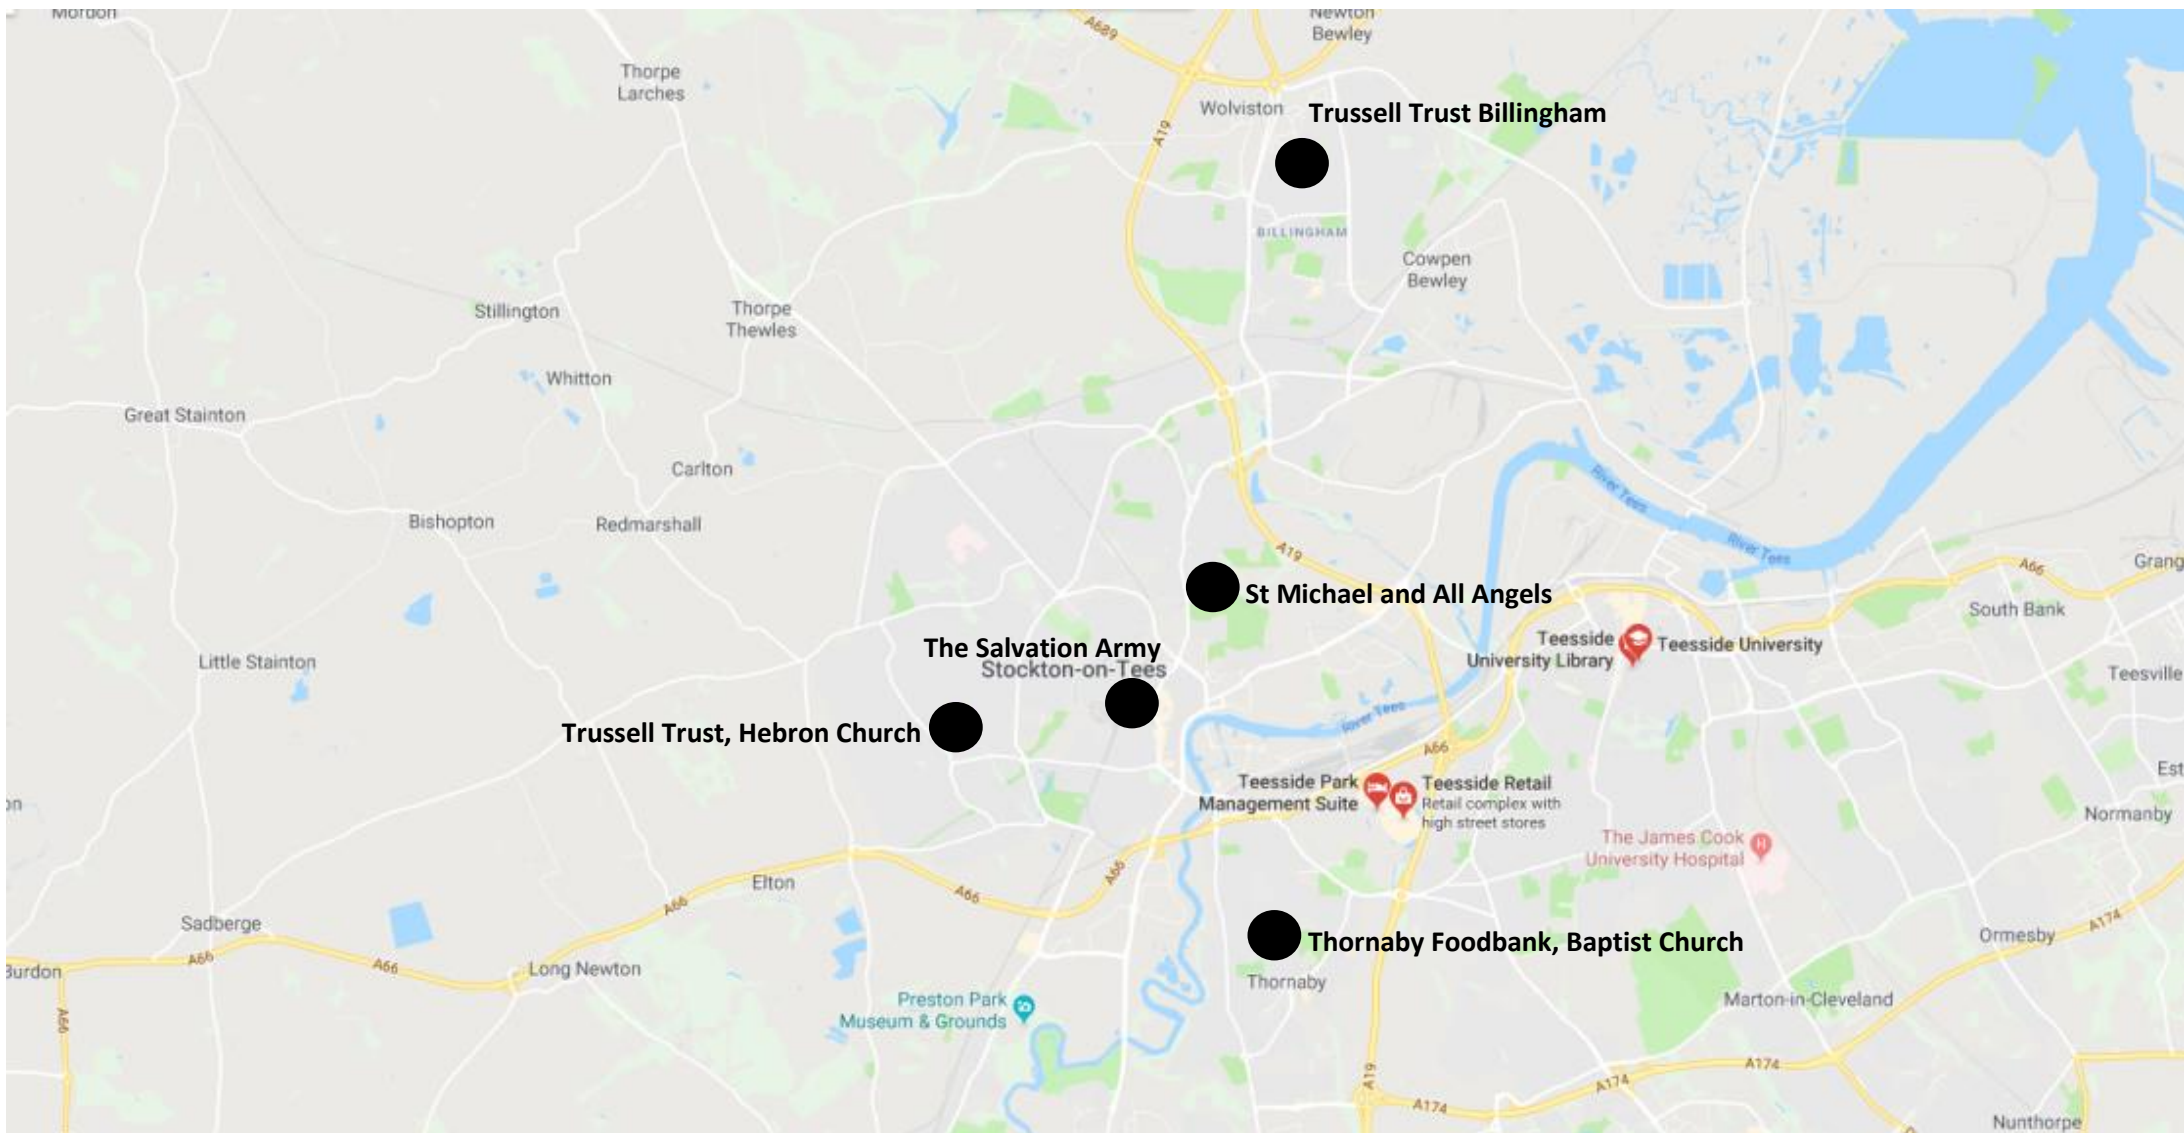 Mordon
A689
Newton
Bewley
Thorpe
Larches
Wolviston
Trussell Trust Billingham
A19
BILLINGHAM
Cowpen
Bewley
Stillington
Thorpe
Thewles
Whitton
Great Stainton
Carlton
River Tees
Bishopton
Redmarshall
River Tees
A19
A66
Grang
St Michael and All Angels
South Bank
The Salvation Army
Stockton-on-Tees
Teesside
University Library
Teesside University
Little Stainton
Teesville
River Tees
Trussell Trust, Hebron Church
A66
Est
Teesside Park
Management Suite
Teesside Retail
Retail complex with
high street stores
on
Normanby
The James Cook
University Hospital
H
Elton
A66
A66
A66
Sadberge
Thornaby Foodbank, Baptist Church
Ormesby
A174
A66
A66
Burdon
Long Newton
Thornaby
Preston Park
Museum & Grounds
Marton-in-Cleveland
A66
A19
A174
A174
A174
Nunthorpe